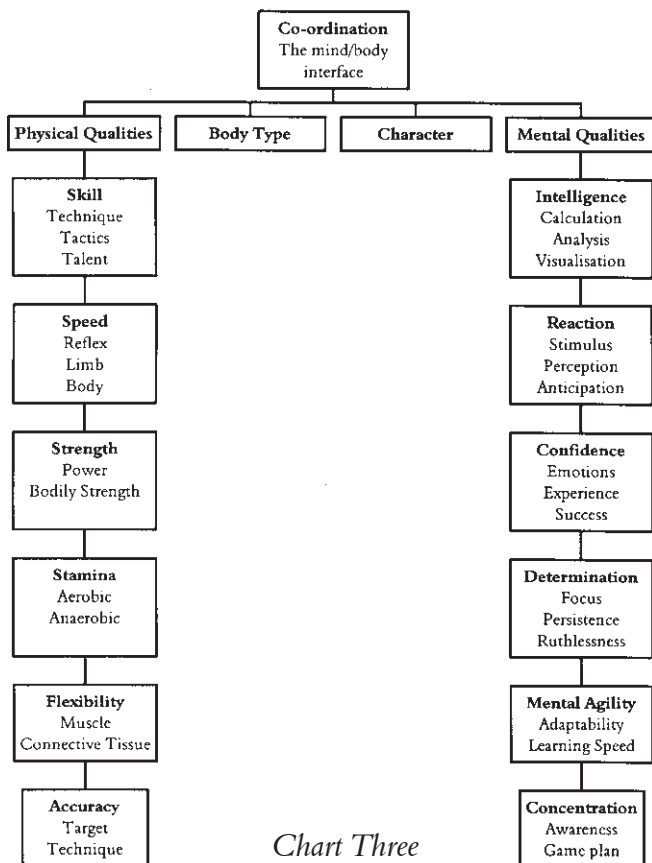 Co-ordination
The mind/body
interface
Physical Qualities
Body Type
Character
Mental Qualities
Skill
Technique
Tactics
Talent
Speed
Reflex
Limb
Body
Strength
Power
Bodily Strength
Stamina
Aerobic
Anaerobic
Flexibility
Muscle
Connective Tissue
Accuracy
Target
Technique
Intelligence
Calculation
Analysis
Visualisation
Reaction
Stimulus
Perception
Anticipation
Confidence
Emotions
Experience
Success
Determination
Focus
Persistence
Ruthlessness
Mental Agility
Adaptability
Learning Speed
Concentration
Awareness
Game plan
Chart Three